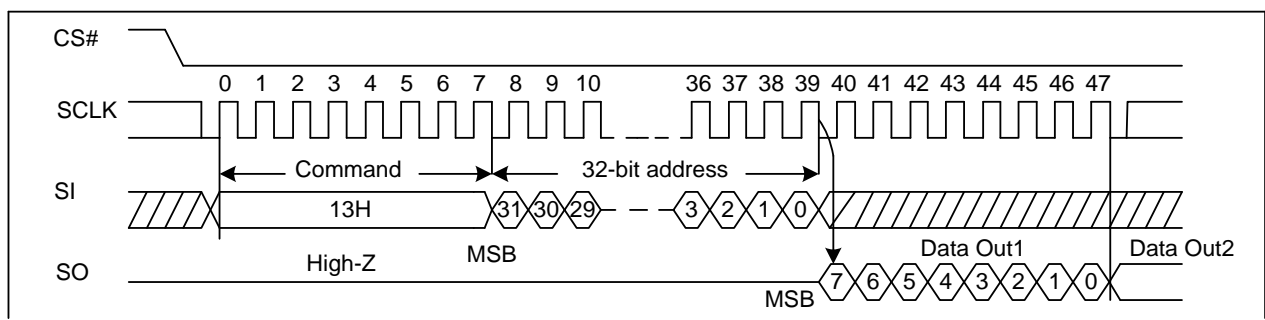 CS#
0 1 2 3 4 5 6 7 8 9 10 36 37 38 39 40 41 42 43 44 45 46 47
SCLK
Command 32-bit address
SI
13H 31 30 29 3 2 1 0
High-Z MSB Data Out1 Data Out2
SO
MSB 7 6 5 4 3 2 1 0